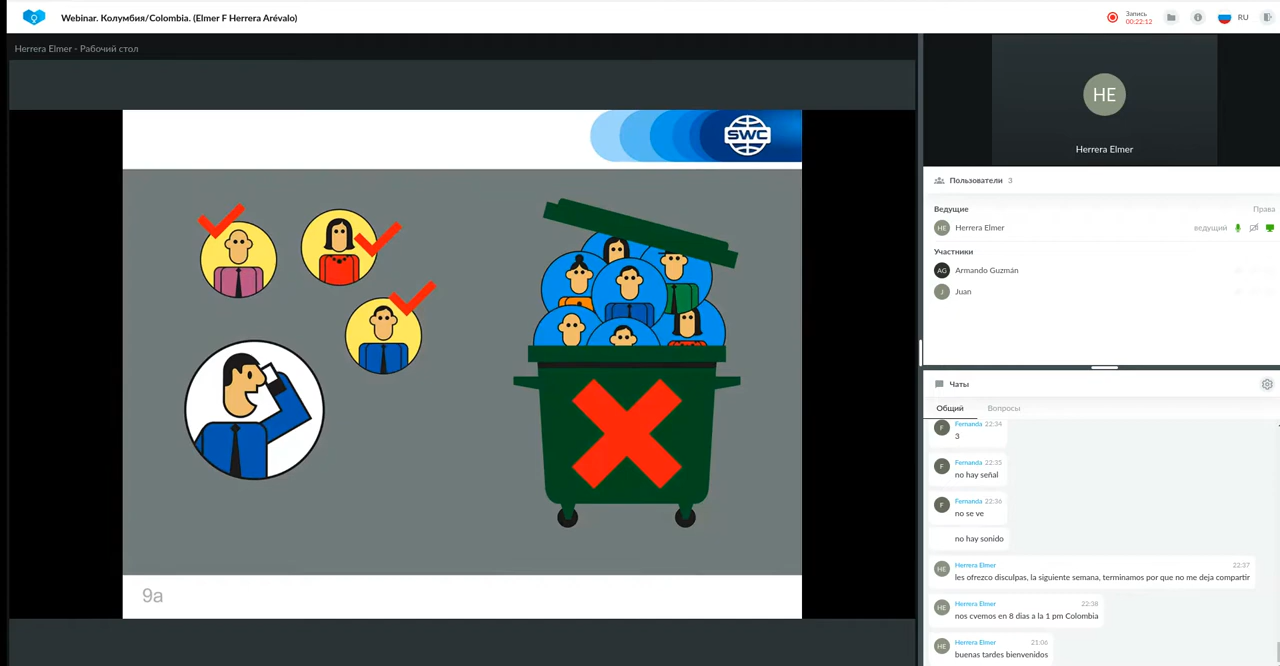 Webinar. Колумбия/Colombia. (Elmer F Herrera Arévalo)
Запись
00:22:12
RU
Herrera Elmer - Рабочий стол
SWC
9a
HE
Herrera Elmer
Пользователи 3
Ведущие Права
HE Herrera Elmer ведущий
Участники
AG Armando Guzmán
J Juan
Чаты
Общий Вопросы
F Fernanda 22:34
3
F Fernanda 22:35
no hay señal
F Fernanda 22:36
no se ve
no hay sonido
HE Herrera Elmer 22:37
les ofrezco disculpas, la siguiente semana, terminamos por que no me deja compartir
HE Herrera Elmer 22:38
nos cvemos en 8 dias a la 1 pm Colombia
HE Herrera Elmer 21:06
buenas tardes bienvenidos